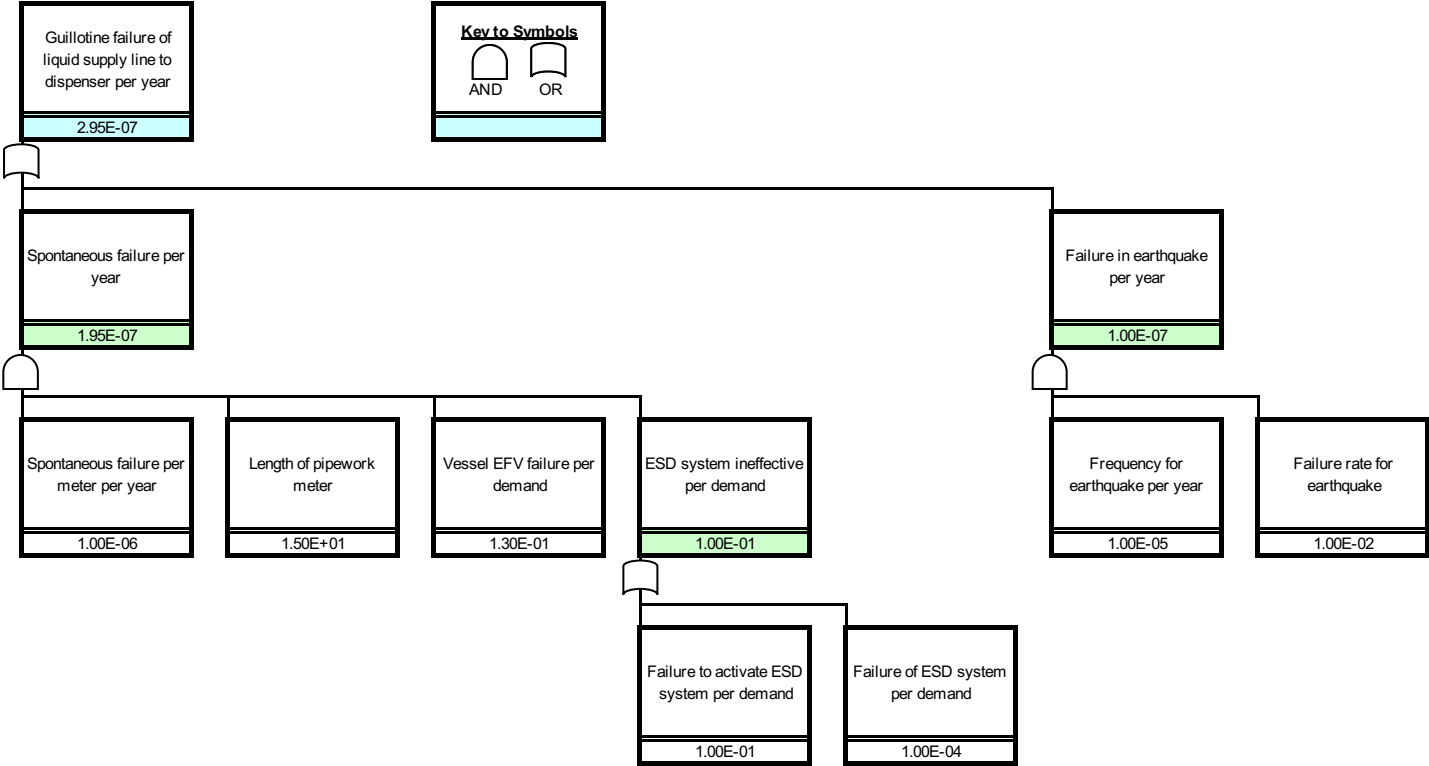 Guillotine failure of
liquid supply line to
dispenser per year
2.95E-07
Key to Symbols
AND OR
Spontaneous failure per
year
1.95E-07
Failure in earthquake
per year
1.00E-07
Spontaneous failure per
meter per year
1.00E-06
Length of pipework
meter
1.50E+01
Vessel EFV failure per
demand
1.30E-01
ESD system ineffective
per demand
1.00E-01
Frequency for
earthquake per year
1.00E-05
Failure rate for
earthquake
1.00E-02
Failure to activate ESD
system per demand
1.00E-01
Failure of ESD system
per demand
1.00E-04